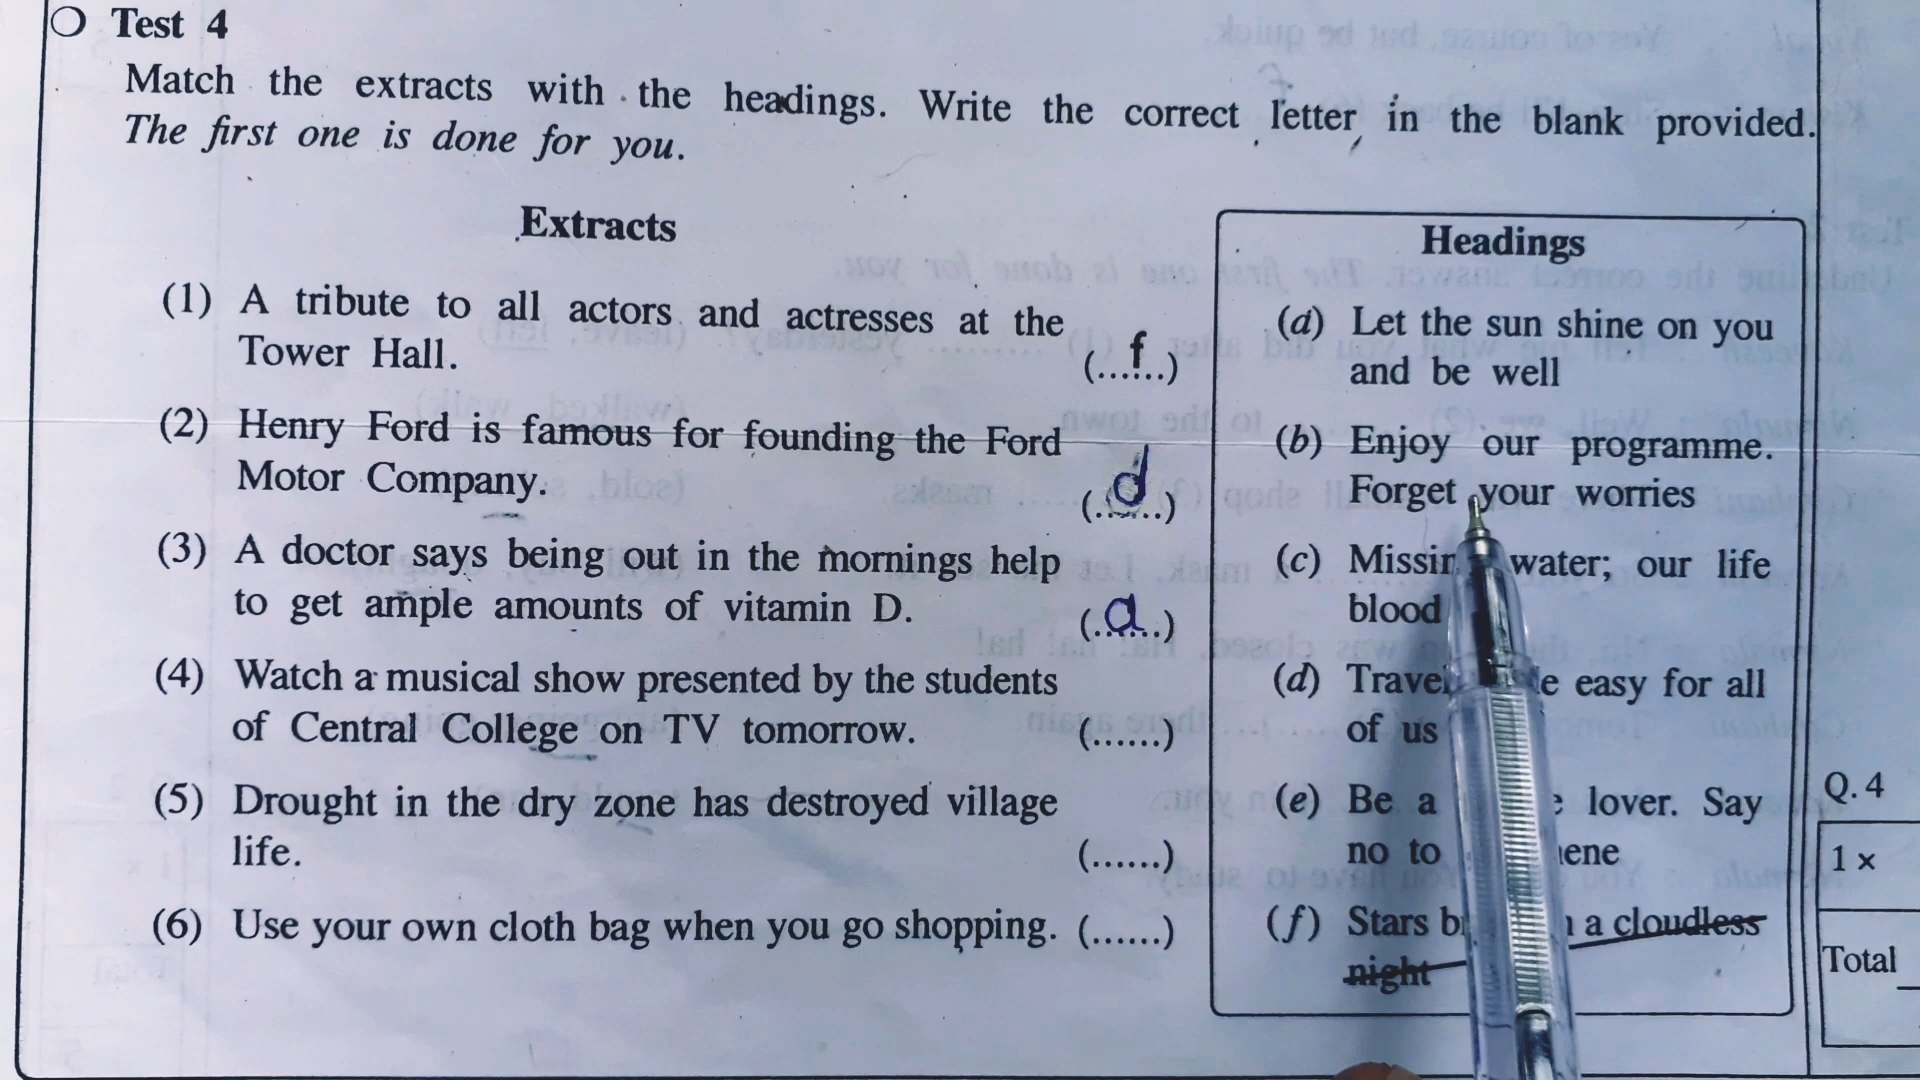 Test 4
Match the extracts with the headings. Write the correct letter in the blank provided.
The first one is done for you.
Extracts
(1) A tribute to all actors and actresses at the
Tower Hall. (...f...)
(2) Henry Ford is famous for founding the Ford
Motor Company. (...d...)
(3) A doctor says being out in the mornings help
to get ample amounts of vitamin D. (...a...)
(4) Watch a musical show presented by the students
of Central College on TV tomorrow. (......)
(5) Drought in the dry zone has destroyed village
life. (......)
(6) Use your own cloth bag when you go shopping. (......)
Headings
(a) Let the sun shine on you
and be well
(b) Enjoy our programme.
Forget your worries
(c) water; our life
blood
(d) easy for all
of us
(e) Be a lover. Say
no to
(f) Stars a cloudless
night
Q. 4
1 ×
Total